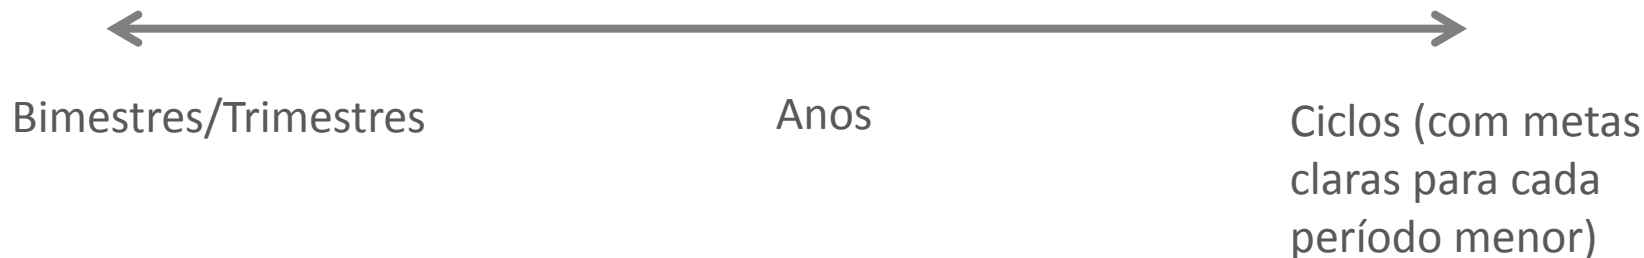 Bimestres/Trimestres
Anos
Ciclos (com metas
claras para cada
período menor)